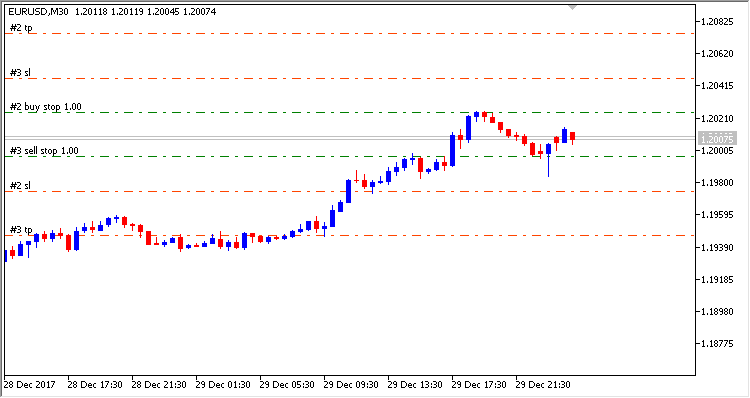 EURUSD,M30 1.20118 1.20119 1.20045 1.20074
#2 tp
#3 sl
#2 buy stop 1.00
#3 sell stop 1.00
#2 sl
#3 tp
1.20825
1.20620
1.20415
1.20210
1.20075
1.20005
1.19800
1.19595
1.19390
1.19185
1.18980
1.18775
28 Dec 2017 28 Dec 17:30 28 Dec 21:30 29 Dec 01:30 29 Dec 05:30 29 Dec 09:30 29 Dec 13:30 29 Dec 17:30 29 Dec 21:30